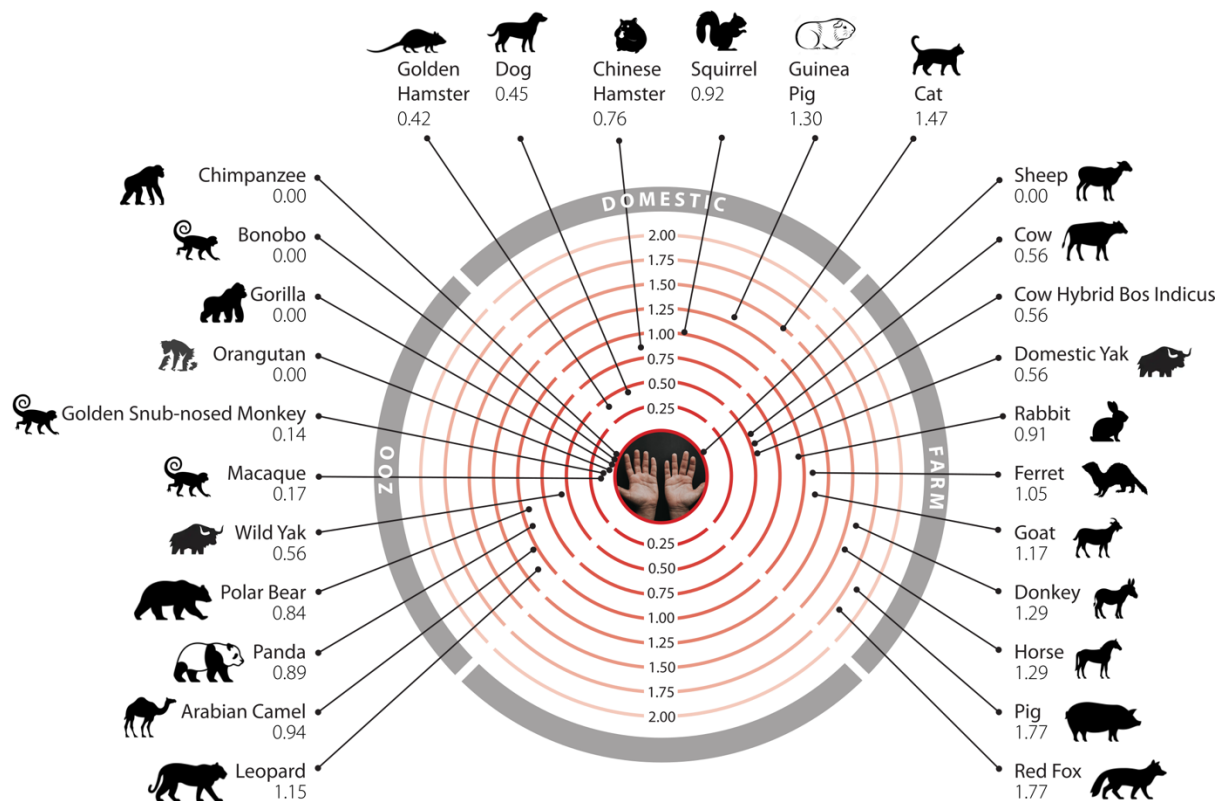 Golden
Hamster
0.42
Dog
0.45
Chinese
Hamster
0.76
Squirrel
0.92
Guinea
Pig
1.30
Cat
1.47
Chimpanzee
0.00
Bonobo
0.00
Gorilla
0.00
Orangutan
0.00
Golden Snub-nosed Monkey
0.14
Macaque
0.17
Wild Yak
0.56
Polar Bear
0.84
Panda
0.89
Arabian Camel
0.94
Leopard
1.15
DOMESTIC
ZOO
FARM
2.00
1.75
1.50
1.25
1.00
0.75
0.50
0.25
0.25
0.50
0.75
1.00
1.25
1.50
1.75
2.00
Sheep
0.00
Cow
0.56
Cow Hybrid Bos Indicus
0.56
Domestic Yak
0.56
Rabbit
0.91
Ferret
1.05
Goat
1.17
Donkey
1.29
Horse
1.29
Pig
1.77
Red Fox
1.77